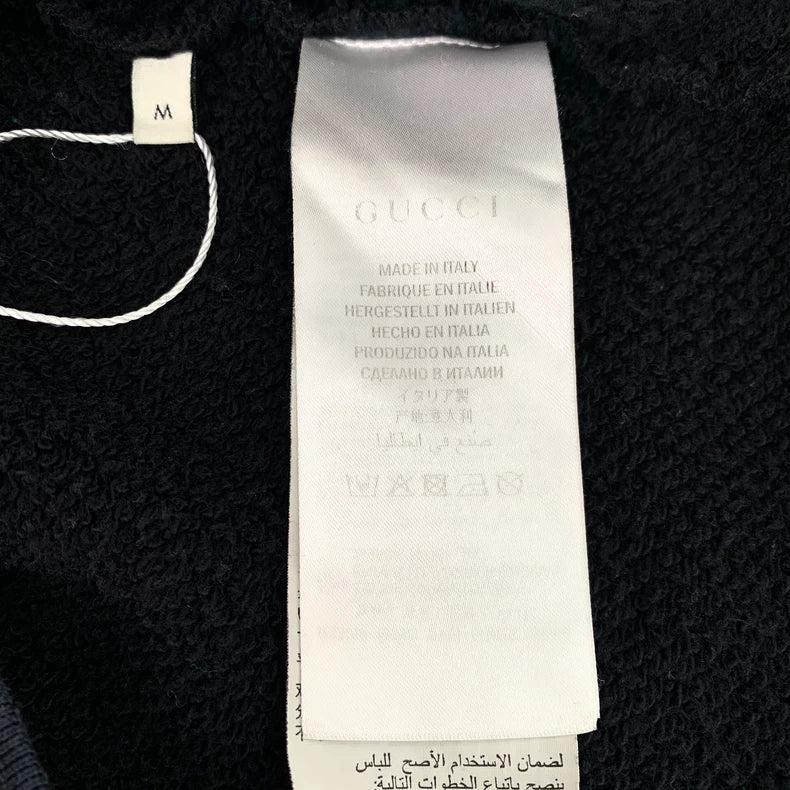 M
GUCCI
MADE IN ITALY
FABRIQUE EN ITALIE
HERGESTELLT IN ITALIEN
HECHO EN ITALIA
PRODUZIDO NA ITALIA
СДЕЛАНО В ИТАЛИИ
イタリア製
产地:意大利
صنع في ايطاليا
لضمان الاستخدام الأصح للباس
ينصح باتباع الخطوات التالية: